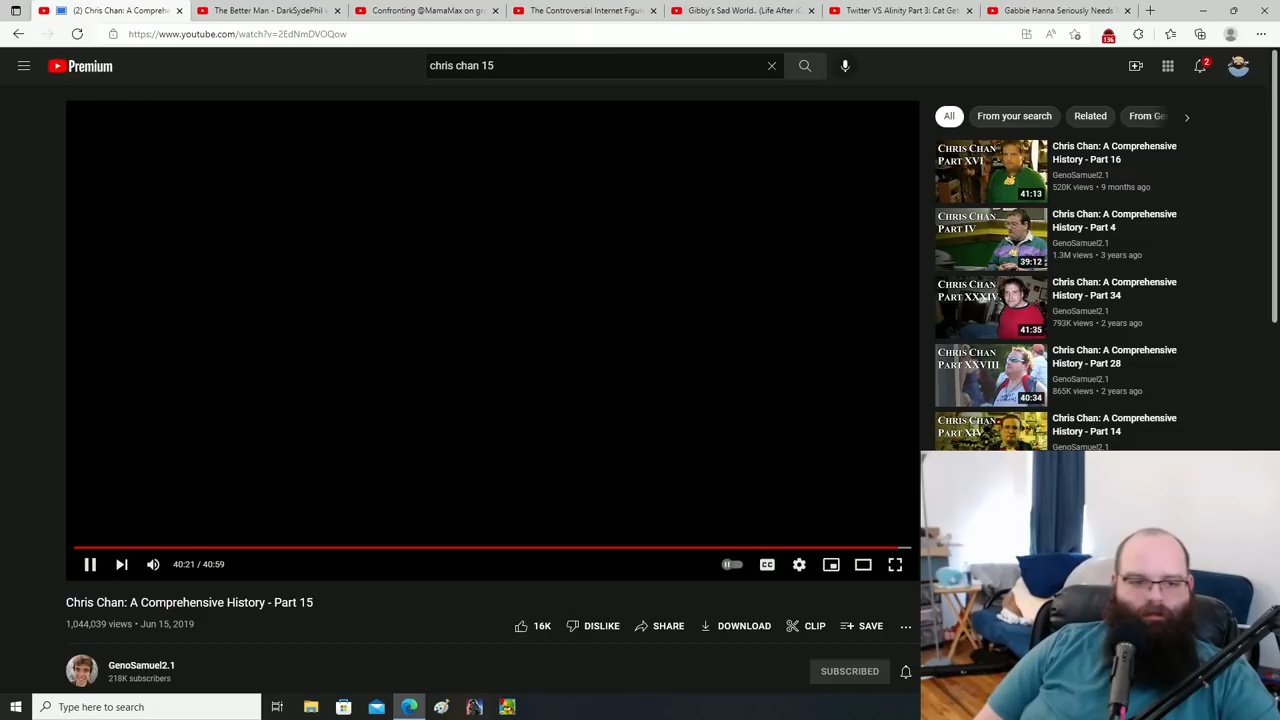 (2) Chris Chan: A Comprehe
The Better Man - DarkSydePhil
Confronting @MamaMax on gr
The Controversial Internet Figur
Gibby's Sad World.. (Life After iC
Twitter VS Alinity Part 3: Cat Get
Gabbie Hanna Seriously Needs
https://www.youtube.com/watch?v=2EdNmDVOQow
136
Premium
chris chan 15
2
All
From your search
Related
From Ge
CHRIS CHAN
PART XVI
41:13
Chris Chan: A Comprehensive
History - Part 16
GenoSamuel2.1
520K views • 9 months ago
CHRIS CHAN
PART IV
39:12
Chris Chan: A Comprehensive
History - Part 4
GenoSamuel2.1
1.3M views • 3 years ago
CHRIS CHAN
PART XXXIV
41:35
Chris Chan: A Comprehensive
History - Part 34
GenoSamuel2.1
793K views • 2 years ago
CHRIS CHAN
PART XXVIII
40:34
Chris Chan: A Comprehensive
History - Part 28
GenoSamuel2.1
865K views • 2 years ago
CHRIS CHAN
PART XIV
Chris Chan: A Comprehensive
History - Part 14
GenoSamuel2.1
40:21 / 40:59
CC
Chris Chan: A Comprehensive History - Part 15
1,044,039 views • Jun 15, 2019
16K
DISLIKE
SHARE
DOWNLOAD
CLIP
SAVE
GenoSamuel2.1
218K subscribers
SUBSCRIBED
Type here to search